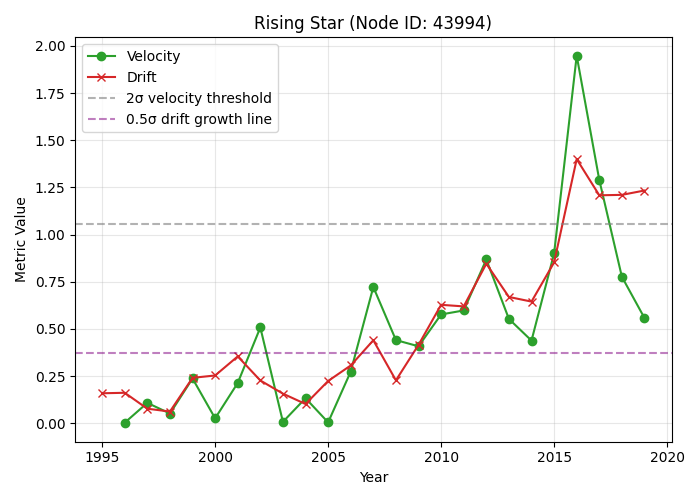 Rising Star (Node ID: 43994)
Velocity
Drift
2σ velocity threshold
0.5σ drift growth line
Metric Value
2.00
1.75
1.50
1.25
1.00
0.75
0.50
0.25
0.00
1995 2000 2005 2010 2015 2020
Year